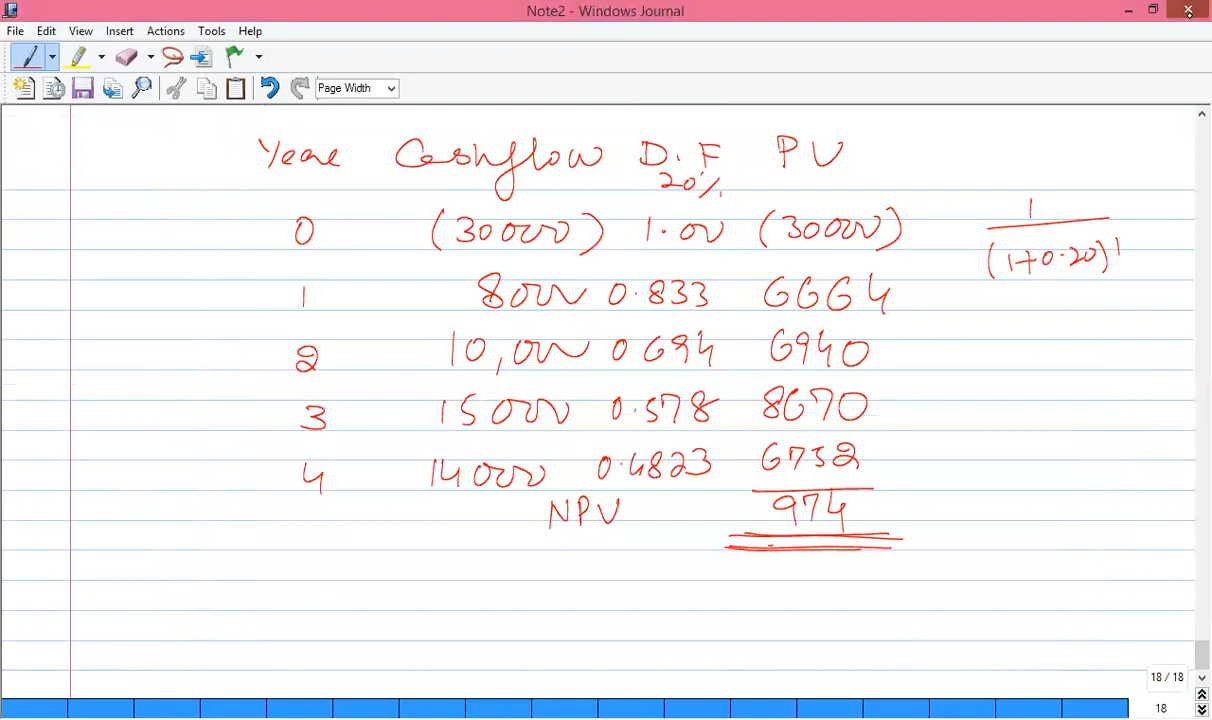 Note2 - Windows Journal
File Edit View Insert Actions Tools Help
Page Width
Year Cashflow D.F PV
20%
0 (30000) 1.00 (30000) 1
(1+0.20)1
1 8000 0.833 6664
2 10,000 0.694 6940
3 15000 0.578 8670
4 14000 0.4823 6752
NPV 974
18 / 18
18